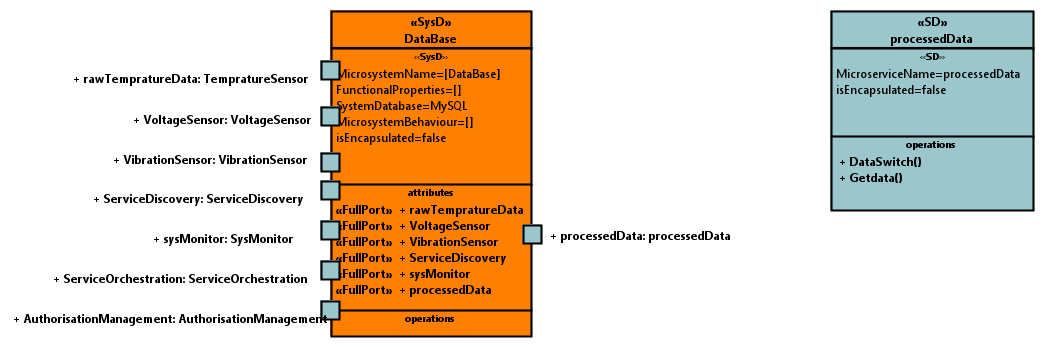 «SysD»
DataBase
«SysD»
MicrosystemName=[DataBase]
FunctionalProperties=[]
SystemDatabase=MySQL
MicrosystemBehaviour=[]
isEncapsulated=false
attributes
«FullPort» + rawTempratureData
«FullPort» + VoltageSensor
«FullPort» + VibrationSensor
«FullPort» + ServiceDiscovery
«FullPort» + sysMonitor
«FullPort» + processedData
operations
+ rawTempratureData: TempratureSensor
+ VoltageSensor: VoltageSensor
+ VibrationSensor: VibrationSensor
+ ServiceDiscovery: ServiceDiscovery
+ sysMonitor: SysMonitor
+ ServiceOrchestration: ServiceOrchestration
+ AuthorisationManagement: AuthorisationManagement
+ processedData: processedData
«SD»
processedData
«SD»
MicroserviceName=processedData
isEncapsulated=false
operations
+ DataSwitch()
+ Getdata()